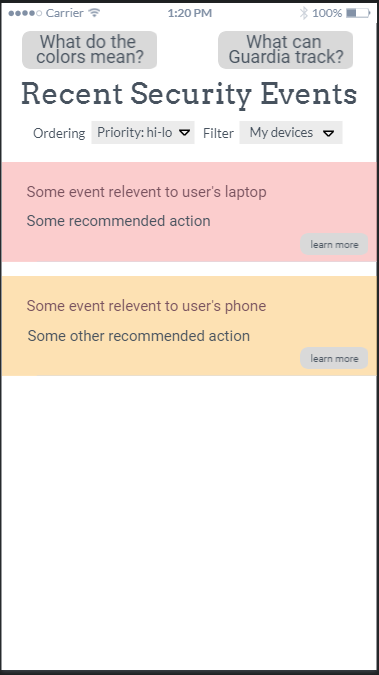 Carrier 1:20 PM 100%
What do the
colors mean?
What can
Guardia track?
Recent Security Events
Ordering Priority: hi-lo Filter My devices
Some event relevent to user's laptop
Some recommended action
learn more
Some event relevent to user's phone
Some other recommended action
learn more